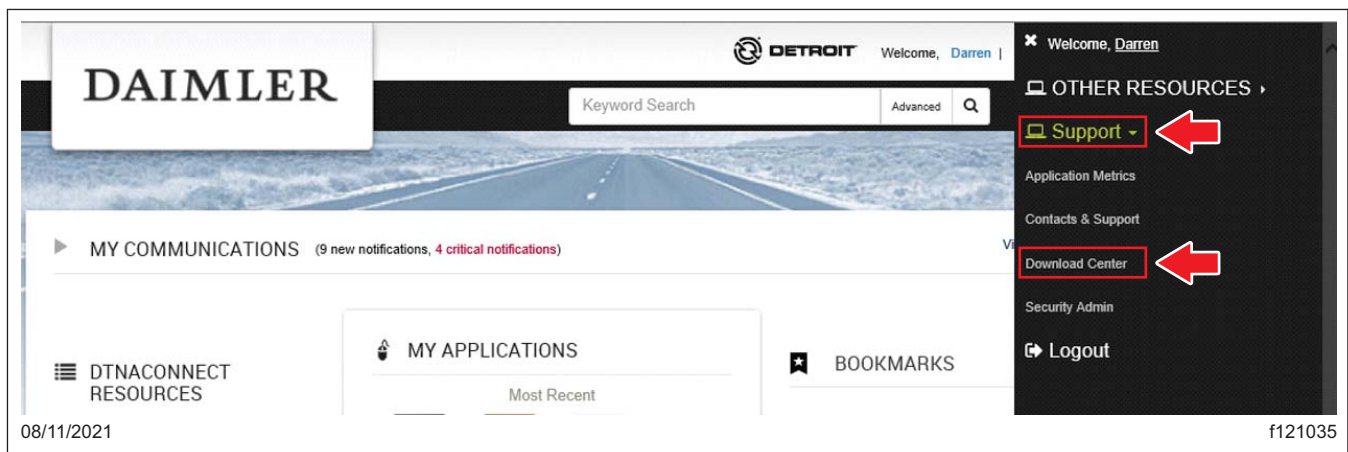 DETROIT
Welcome, Darren |
DAIMLER
Keyword Search
Advanced
Welcome, Darren
OTHER RESOURCES
Support
Application Metrics
Contacts & Support
Download Center
Security Admin
Logout
MY COMMUNICATIONS (9 new notifications, 4 critical notifications)
DTNACONNECT
RESOURCES
MY APPLICATIONS
Most Recent
BOOKMARKS
08/11/2021
f121035